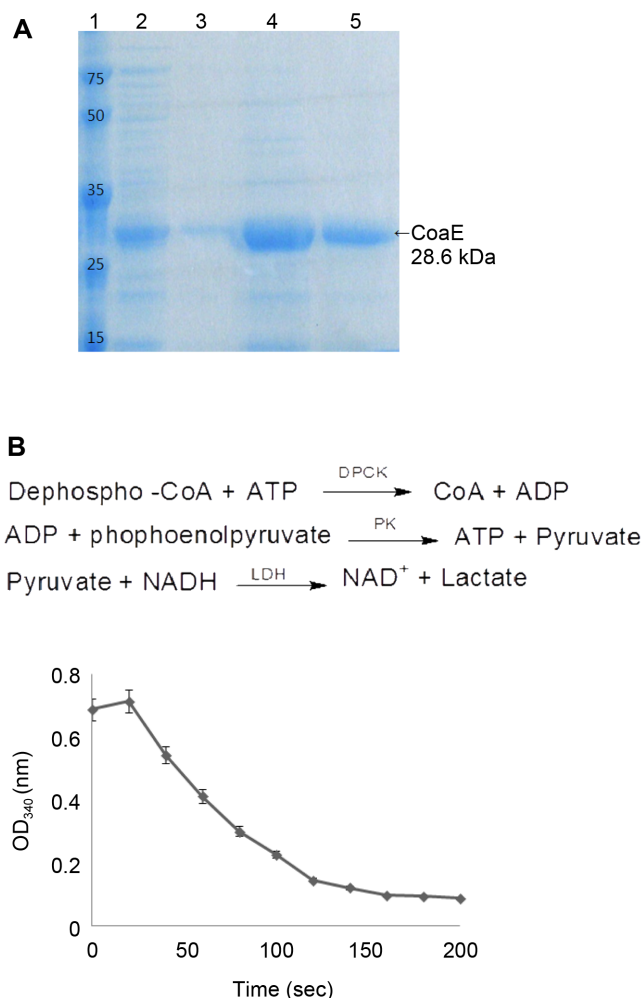 A
1 2 3 4 5
75
50
35
←CoaE
28.6 kDa
25
15
B
Dephospho -CoA + ATP DPCK CoA + ADP
ADP + phophoenolpyruvate PK ATP + Pyruvate
Pyruvate + NADH LDH NAD+ + Lactate
0.8
0.6
0.4
0.2
0
OD340 (nm)
0 50 100 150 200
Time (sec)